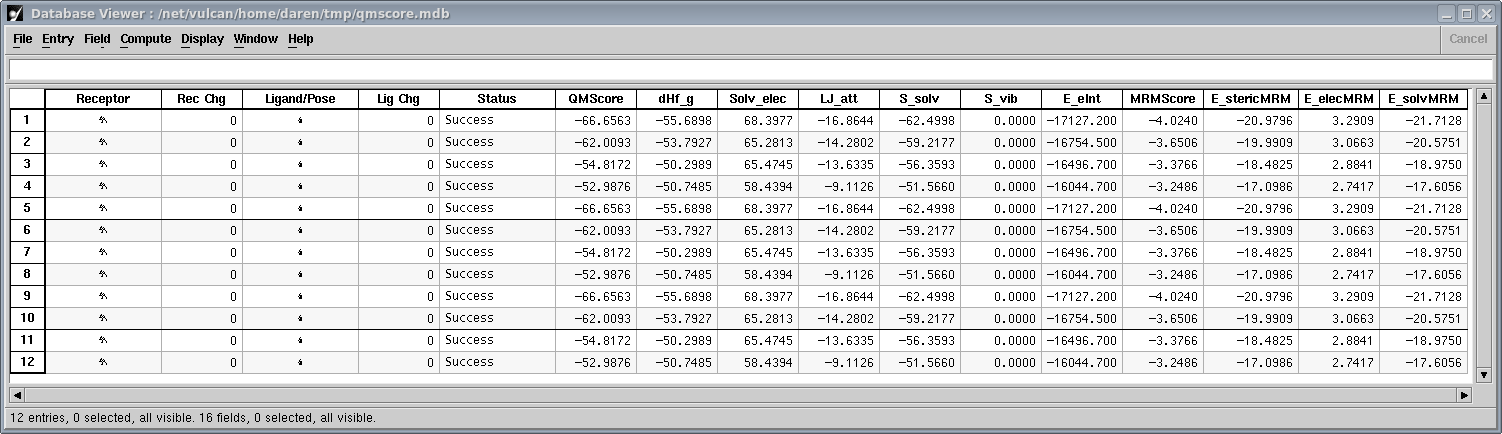 Database Viewer : /net/vulcan/home/daren/tmp/qmscore.mdb
File Entry Field Compute Display Window Help Cancel
Receptor Rec Chg Ligand/Pose Lig Chg Status QMScore dHf_g Solv_elec LJ_att S_solv S_vib E_eInt MRMScore E_stericMRM E_elecMRM E_solvMRM
1 0 0 Success −66.6563 −55.6898 68.3977 −16.8644 −62.4998 0.0000 −17127.200 −4.0240 −20.9796 3.2909 −21.7128
2 0 0 Success −62.0093 −53.7927 65.2813 −14.2802 −59.2177 0.0000 −16754.500 −3.6506 −19.9909 3.0663 −20.5751
3 0 0 Success −54.8172 −50.2989 65.4745 −13.6335 −56.3593 0.0000 −16496.700 −3.3766 −18.4825 2.8841 −18.9750
4 0 0 Success −52.9876 −50.7485 58.4394 −9.1126 −51.5660 0.0000 −16044.700 −3.2486 −17.0986 2.7417 −17.6056
5 0 0 Success −66.6563 −55.6898 68.3977 −16.8644 −62.4998 0.0000 −17127.200 −4.0240 −20.9796 3.2909 −21.7128
6 0 0 Success −62.0093 −53.7927 65.2813 −14.2802 −59.2177 0.0000 −16754.500 −3.6506 −19.9909 3.0663 −20.5751
7 0 0 Success −54.8172 −50.2989 65.4745 −13.6335 −56.3593 0.0000 −16496.700 −3.3766 −18.4825 2.8841 −18.9750
8 0 0 Success −52.9876 −50.7485 58.4394 −9.1126 −51.5660 0.0000 −16044.700 −3.2486 −17.0986 2.7417 −17.6056
9 0 0 Success −66.6563 −55.6898 68.3977 −16.8644 −62.4998 0.0000 −17127.200 −4.0240 −20.9796 3.2909 −21.7128
10 0 0 Success −62.0093 −53.7927 65.2813 −14.2802 −59.2177 0.0000 −16754.500 −3.6506 −19.9909 3.0663 −20.5751
11 0 0 Success −54.8172 −50.2989 65.4745 −13.6335 −56.3593 0.0000 −16496.700 −3.3766 −18.4825 2.8841 −18.9750
12 0 0 Success −52.9876 −50.7485 58.4394 −9.1126 −51.5660 0.0000 −16044.700 −3.2486 −17.0986 2.7417 −17.6056
12 entries, 0 selected, all visible. 16 fields, 0 selected, all visible.